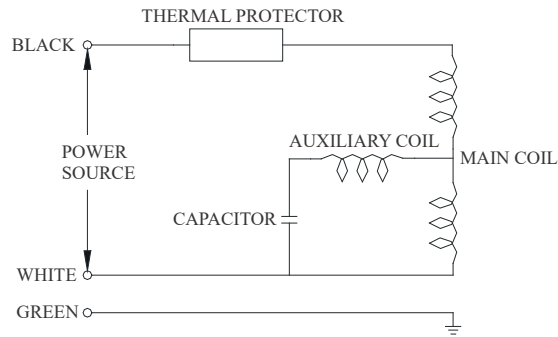 THERMAL PROTECTOR
BLACK
AUXILIARY COIL
MAIN COIL
POWER
SOURCE
CAPACITOR
WHITE
GREEN